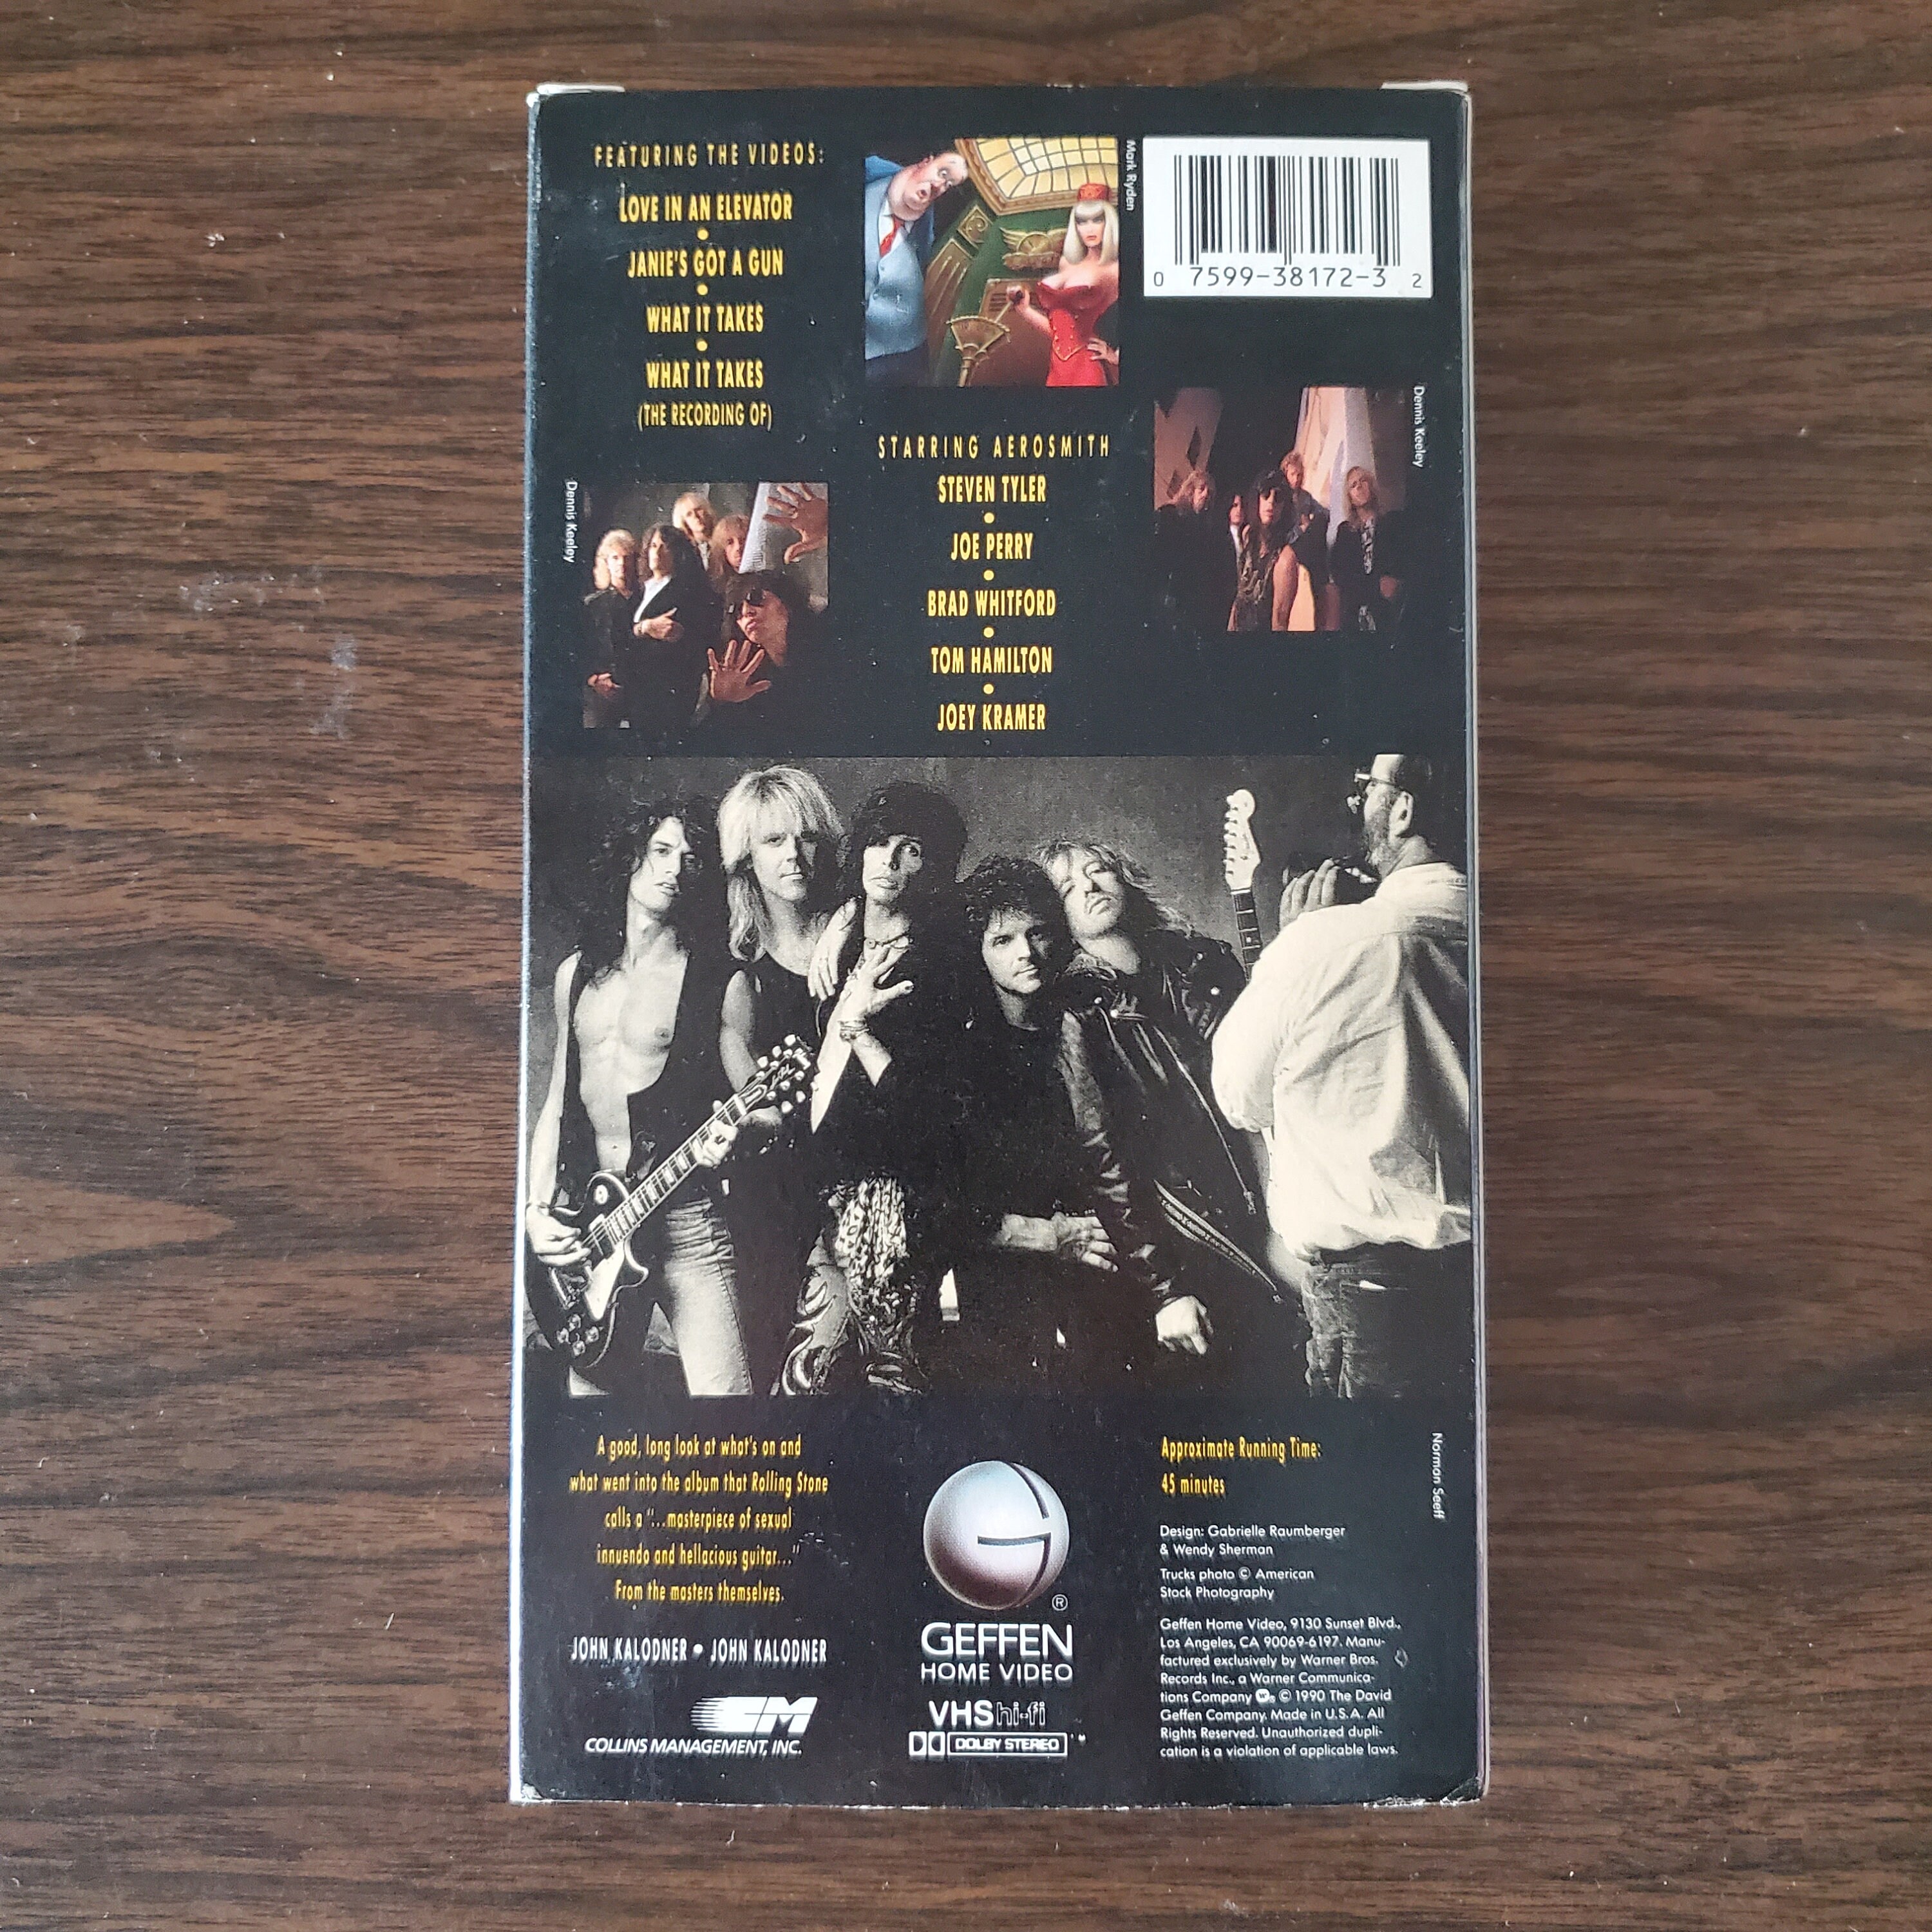 FEATURING THE VIDEOS:
LOVE IN AN ELEVATOR
•
JANIE'S GOT A GUN
•
WHAT IT TAKES
•
WHAT IT TAKES
(THE RECORDING OF)
Mark Ryden
0 7599-38172-3 2
Dennis Keeley
STARRING AEROSMITH
STEVEN TYLER
•
JOE PERRY
•
BRAD WHITFORD
•
TOM HAMILTON
•
JOEY KRAMER
Dennis Keeley
A good, long look at what's on and
what went into the album that Rolling Stone
calls a "...masterpiece of sexual
innuendo and hellacious guitar..."
From the masters themselves.
JOHN KALODNER • JOHN KALODNER
CM
COLLINS MANAGEMENT, INC.
G
®
GEFFEN
HOME VIDEO
VHS hi-fi
DOLBY STEREO
Approximate Running Time:
45 minutes
Norman Seeff
Design: Gabrielle Raumberger
& Wendy Sherman
Trucks photo © American
Stock Photography
Geffen Home Video, 9130 Sunset Blvd.,
Los Angeles, CA 90069-6197. Manu-
factured exclusively by Warner Bros.
Records Inc., a Warner Communica-
tions Company © 1990 The David
Geffen Company. Made in U.S.A. All
Rights Reserved. Unauthorized dupli-
cation is a violation of applicable laws.